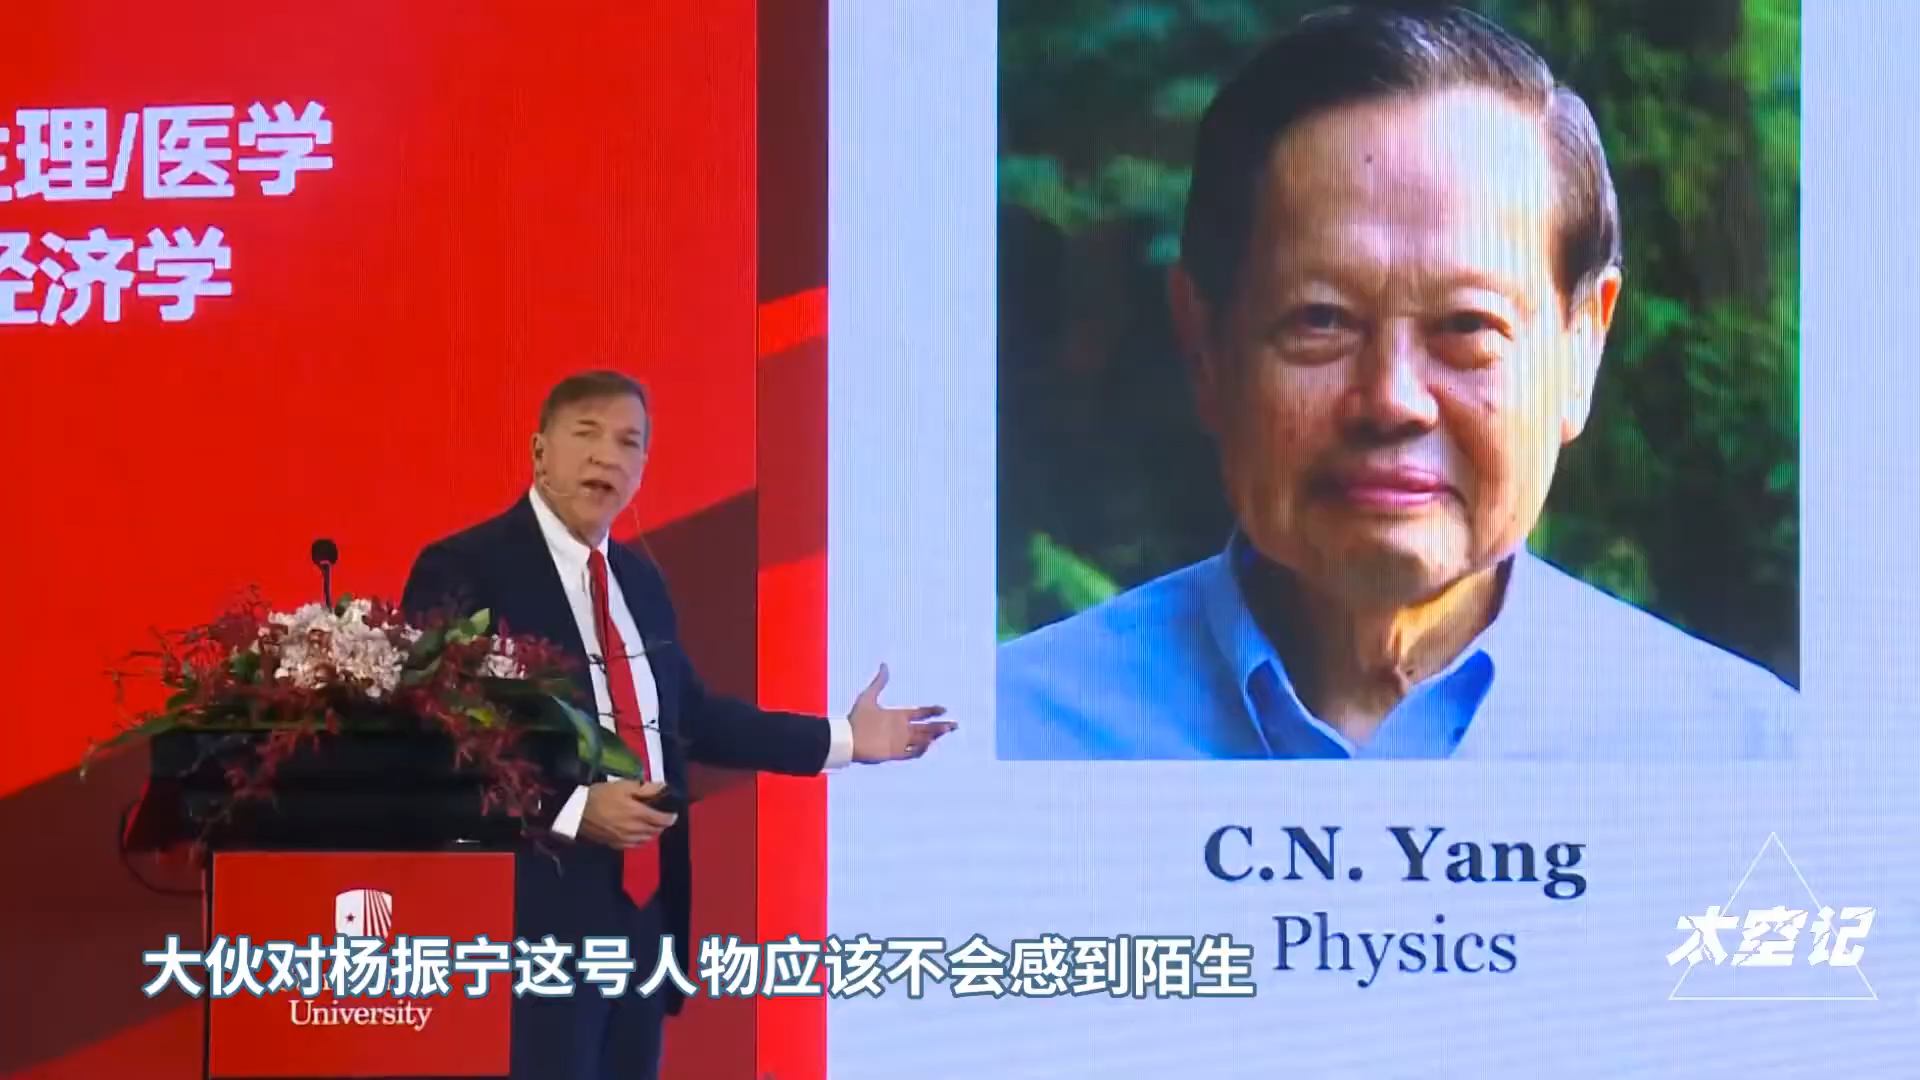 生理/医学
经济学
C.N. Yang
Physics
太空记
大伙对杨振宁这号人物应该不会感到陌生
University